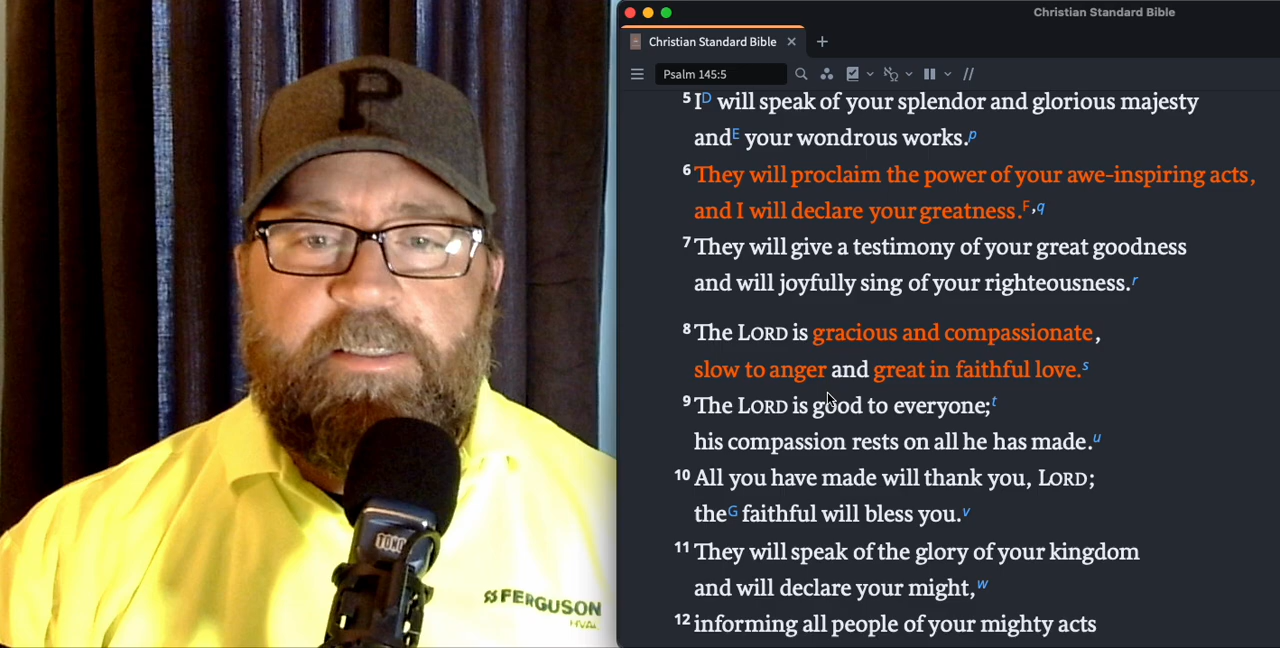 P
TONOR
FERGUSON
HVAC
Christian Standard Bible
Christian Standard Bible
Psalm 145:5
5 I D will speak of your splendor and glorious majesty
and E your wondrous works. p
6 They will proclaim the power of your awe-inspiring acts,
and I will declare your greatness. F,q
7 They will give a testimony of your great goodness
and will joyfully sing of your righteousness. r
8 The LORD is gracious and compassionate,
slow to anger and great in faithful love. s
9 The LORD is good to everyone; t
his compassion rests on all he has made. u
10 All you have made will thank you, LORD;
the G faithful will bless you. v
11 They will speak of the glory of your kingdom
and will declare your might, w
12 informing all people of your mighty acts